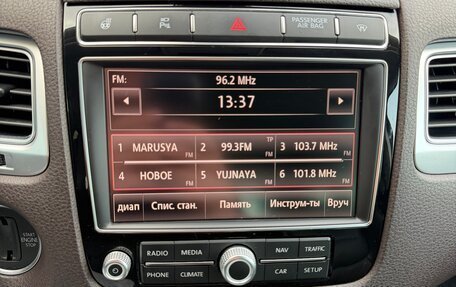 PASSENGER
AIR BAG
FM: 96.2 MHz
13:37
1 MARUSYA FM 2 99.3FM TP FM 3 103.7 MHz FM
4 НОВОЕ FM 5 YUJNAYA FM 6 101.8 MHz FM
диап Спис. стан. Память Инструм-ты Вруч
RADIO MEDIA NAV TRAFFIC
PHONE CLIMATE CAR SETUP
START
ENGINE
STOP